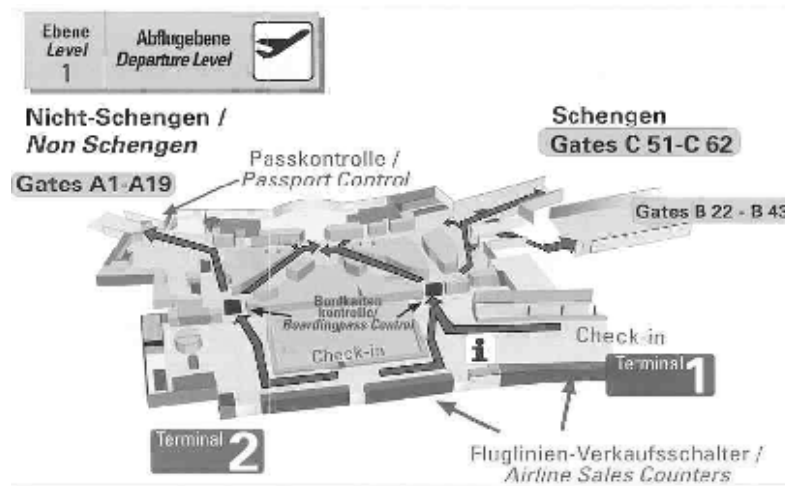 Ebene
Level
1
Abflugebene
Departure Level
Nicht-Schengen /
Non Schengen
Gates A1-A19
Passkontrolle /
Passport Control
Schengen
Gates C 51-C 62
Gates B 22 - B 43
Bordkarten
kontrolle/
Boardingpass Control
Check-in
i
Check-in
Terminal 1
Terminal 2
Fluglinien-Verkaufsschalter /
Airline Sales Counters